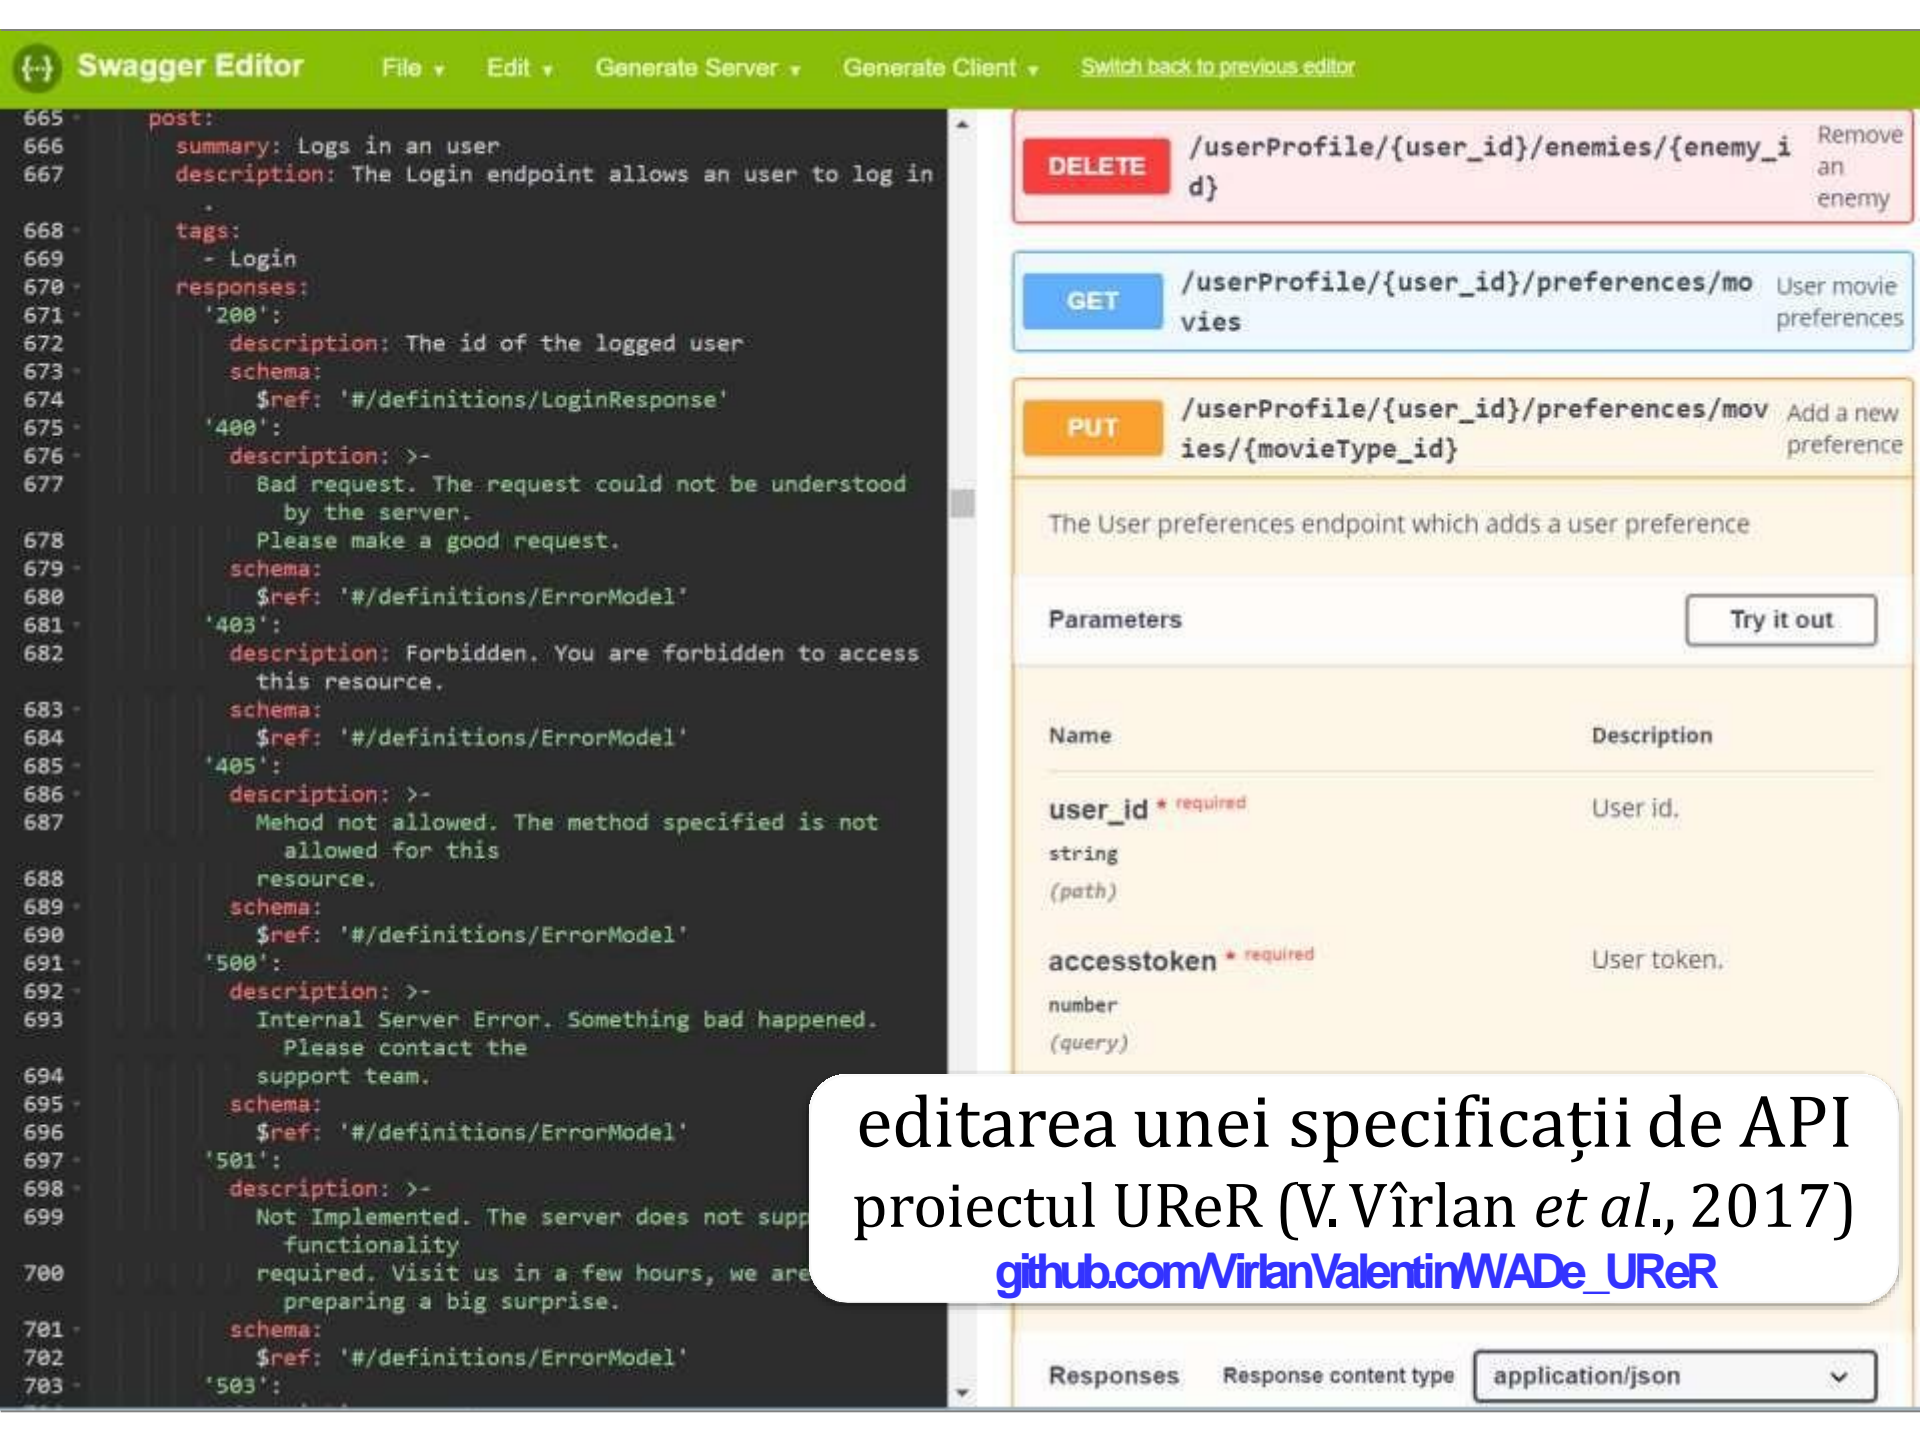 Swagger Editor File Edit Generate Server Generate Client Switch back to previous editor
665 post:
666 summary: Logs in an user
667 description: The Login endpoint allows an user to log in
.
668 tags:
669 - Login
670 responses:
671 '200':
672 description: The id of the logged user
673 schema:
674 $ref: '#/definitions/LoginResponse'
675 '400':
676 description: >-
677 Bad request. The request could not be understood
by the server.
678 Please make a good request.
679 schema:
680 $ref: '#/definitions/ErrorModel'
681 '403':
682 description: Forbidden. You are forbidden to access
this resource.
683 schema:
684 $ref: '#/definitions/ErrorModel'
685 '405':
686 description: >-
687 Mehod not allowed. The method specified is not
allowed for this
688 resource.
689 schema:
690 $ref: '#/definitions/ErrorModel'
691 '500':
692 description: >-
693 Internal Server Error. Something bad happened.
Please contact the
694 support team.
695 schema:
696 $ref: '#/definitions/ErrorModel'
697 '501':
698 description: >-
699 Not Implemented. The server does not supp
functionality
700 required. Visit us in a few hours, we are
preparing a big surprise.
701 schema:
702 $ref: '#/definitions/ErrorModel'
703 '503':
DELETE /userProfile/{user_id}/enemies/{enemy_i
d}
Remove
an
enemy
GET /userProfile/{user_id}/preferences/mo
vies
User movie
preferences
PUT /userProfile/{user_id}/preferences/mov
ies/{movieType_id}
Add a new
preference
The User preferences endpoint which adds a user preference
Parameters Try it out
Name Description
user_id * required User id.
string
(path)
accesstoken * required User token.
number
(query)
editarea unei specificații de API
proiectul UReR (V. Vîrlan et al., 2017)
github.com/VirlanValentin/WADe_UReR
Responses Response content type application/json